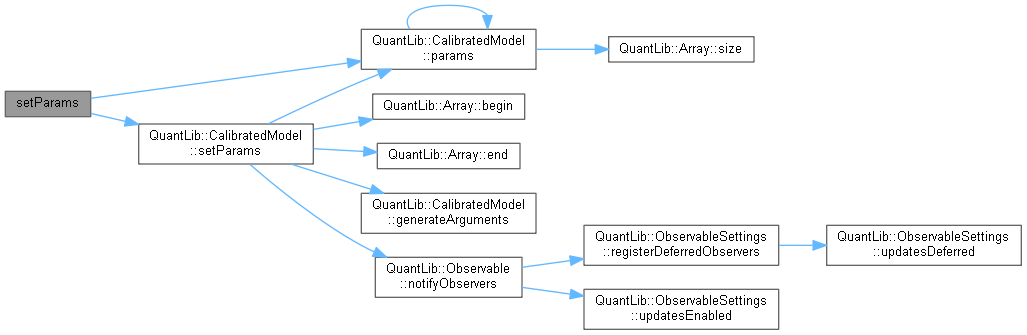 setParams
QuantLib::CalibratedModel
::setParams
QuantLib::CalibratedModel
::params
QuantLib::Array::size
QuantLib::Array::begin
QuantLib::Array::end
QuantLib::CalibratedModel
::generateArguments
QuantLib::Observable
::notifyObservers
QuantLib::ObservableSettings
::registerDeferredObservers
QuantLib::ObservableSettings
::updatesDeferred
QuantLib::ObservableSettings
::updatesEnabled